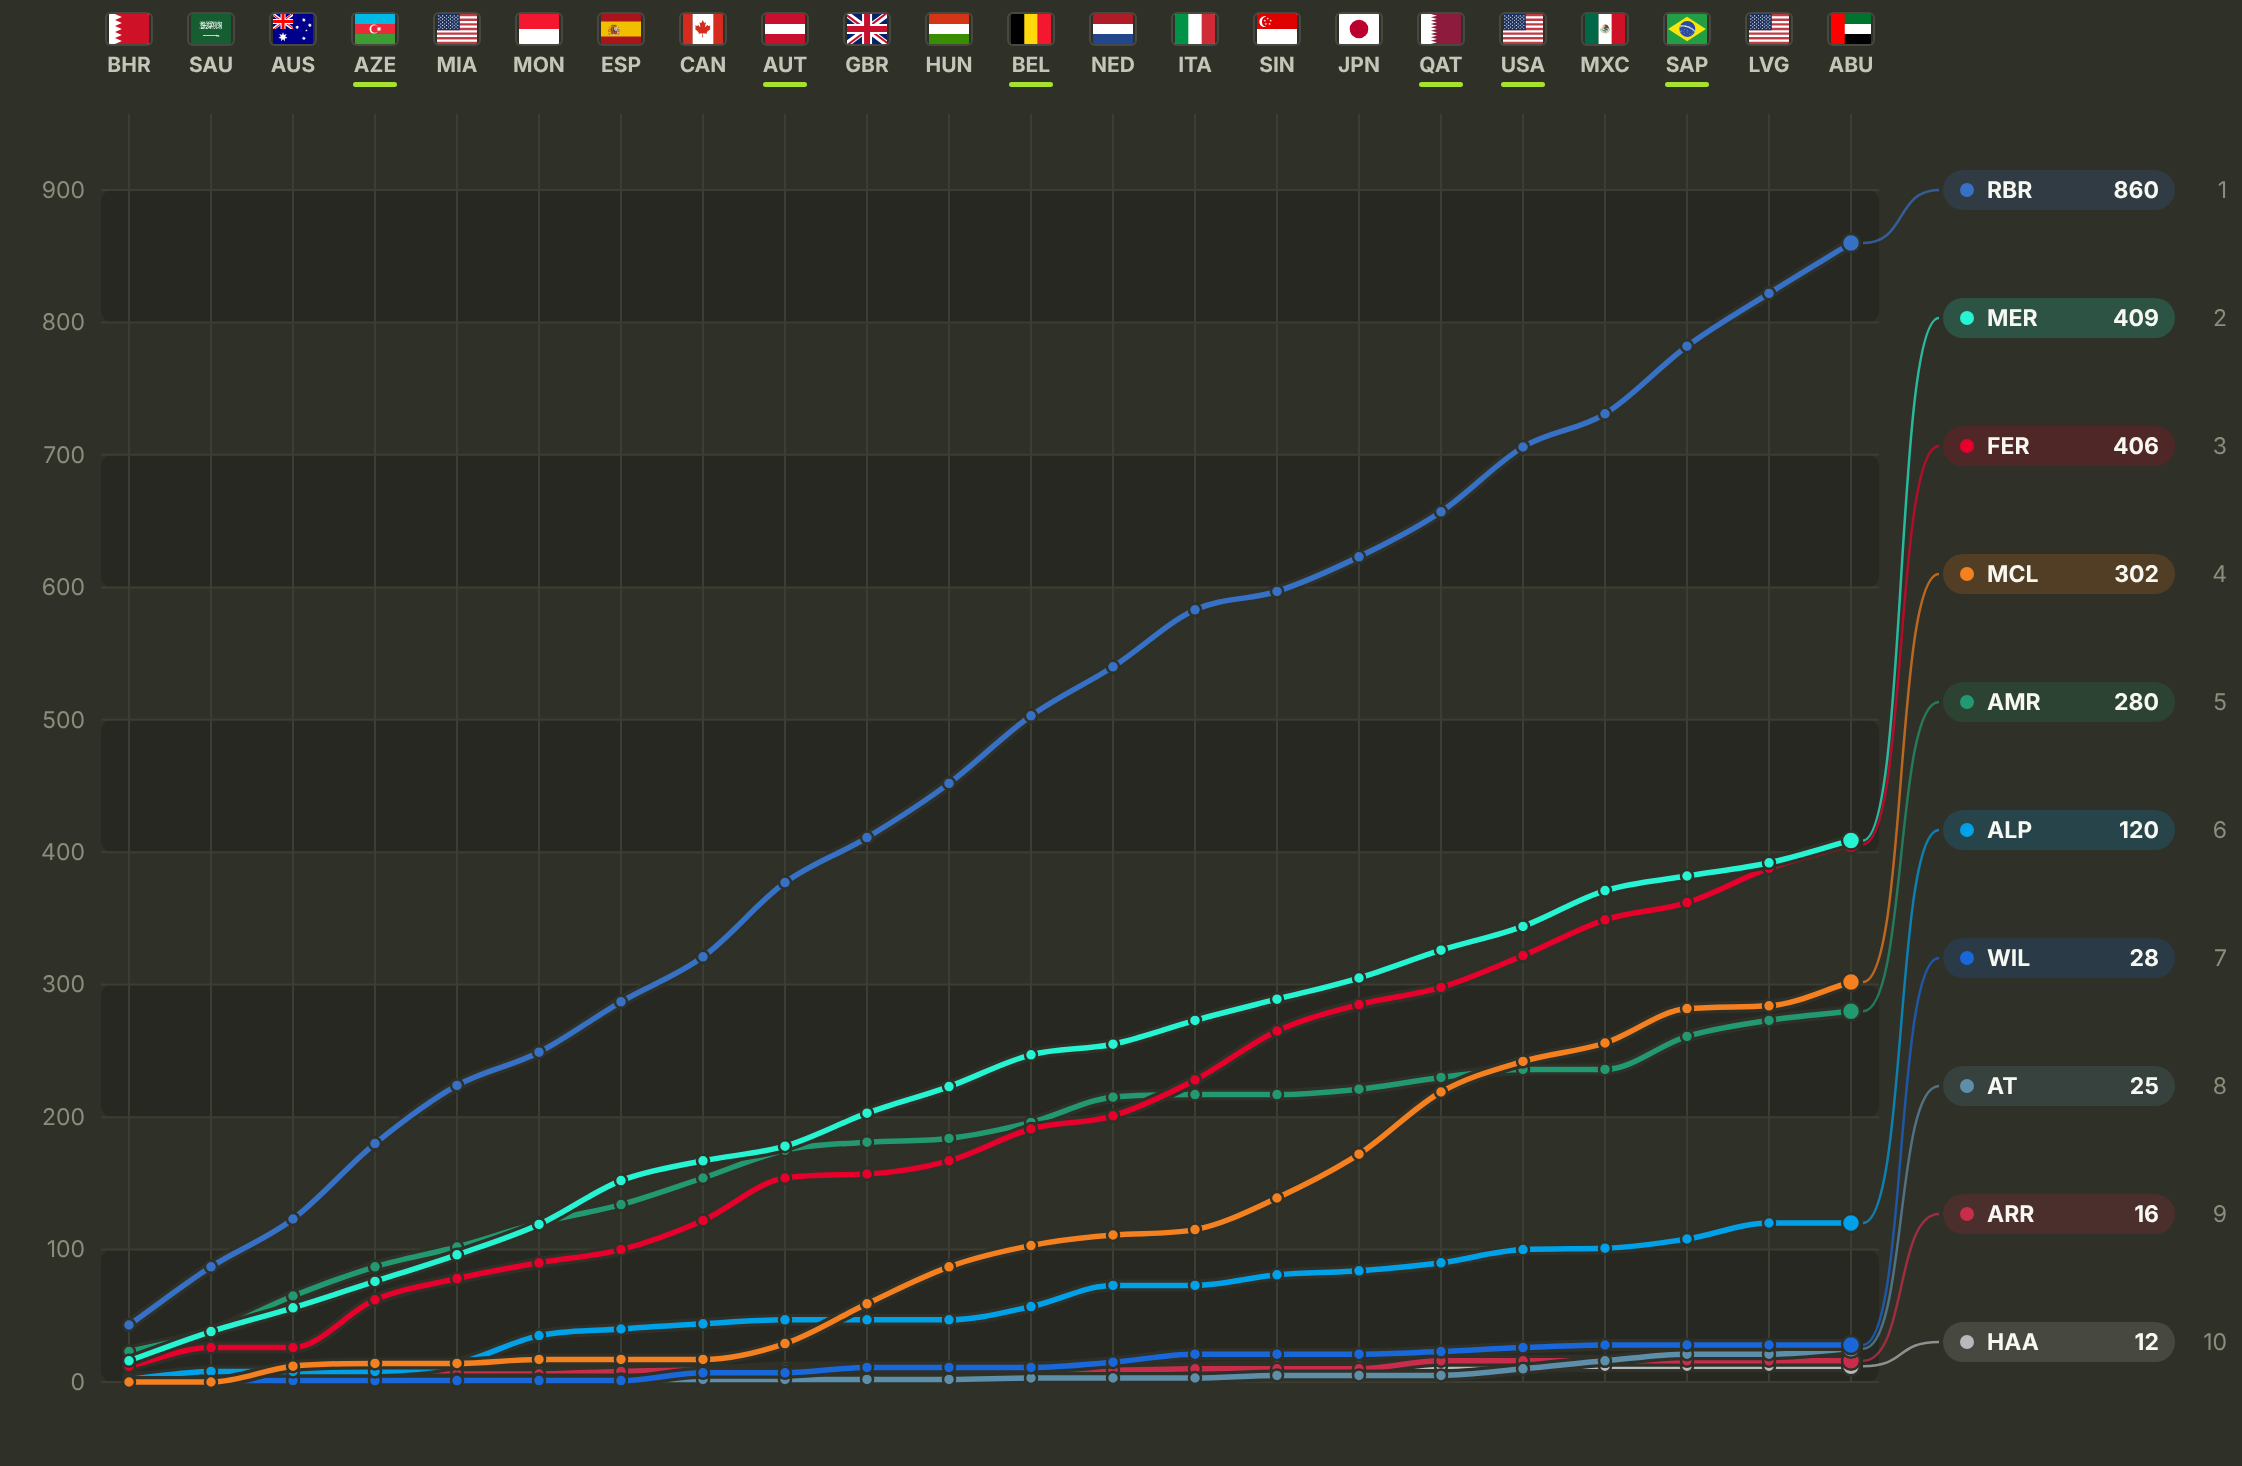 BHR SAU AUS AZE MIA MON ESP CAN AUT GBR HUN BEL NED ITA SIN JPN QAT USA MXC SAP LVG ABU
900
800
700
600
500
400
300
200
100
0
RBR 860 1
MER 409 2
FER 406 3
MCL 302 4
AMR 280 5
ALP 120 6
WIL 28 7
AT 25 8
ARR 16 9
HAA 12 10